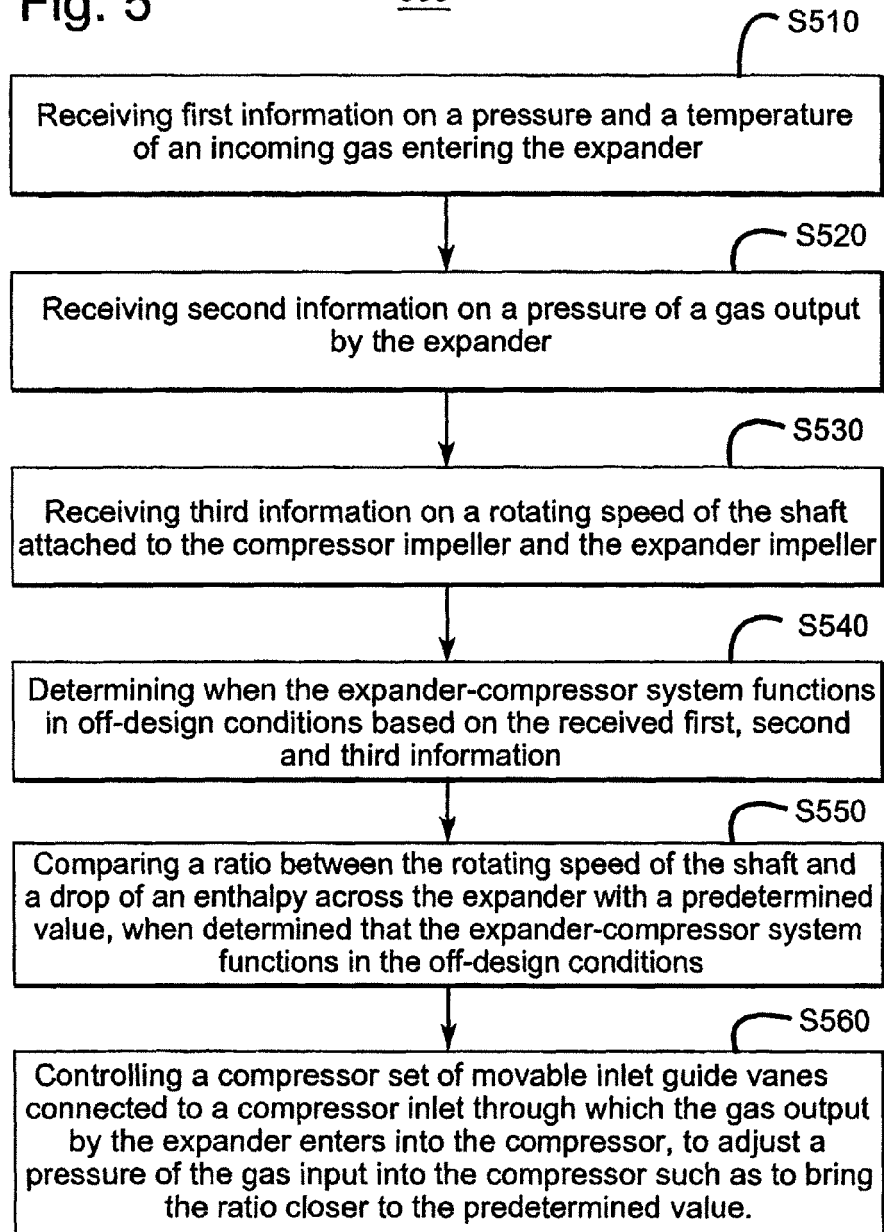 Fig. 5
S510
Receiving first information on a pressure and a temperature
of an incoming gas entering the expander
S520
Receiving second information on a pressure of a gas output
by the expander
S530
Receiving third information on a rotating speed of the shaft
attached to the compressor impeller and the expander impeller
S540
Determining when the expander-compressor system functions
in off-design conditions based on the received first, second
and third information
S550
Comparing a ratio between the rotating speed of the shaft and
a drop of an enthalpy across the expander with a predetermined
value, when determined that the expander-compressor system
functions in the off-design conditions
S560
Controlling a compressor set of movable inlet guide vanes
connected to a compressor inlet through which the gas output
by the expander enters into the compressor, to adjust a
pressure of the gas input into the compressor such as to bring
the ratio closer to the predetermined value.